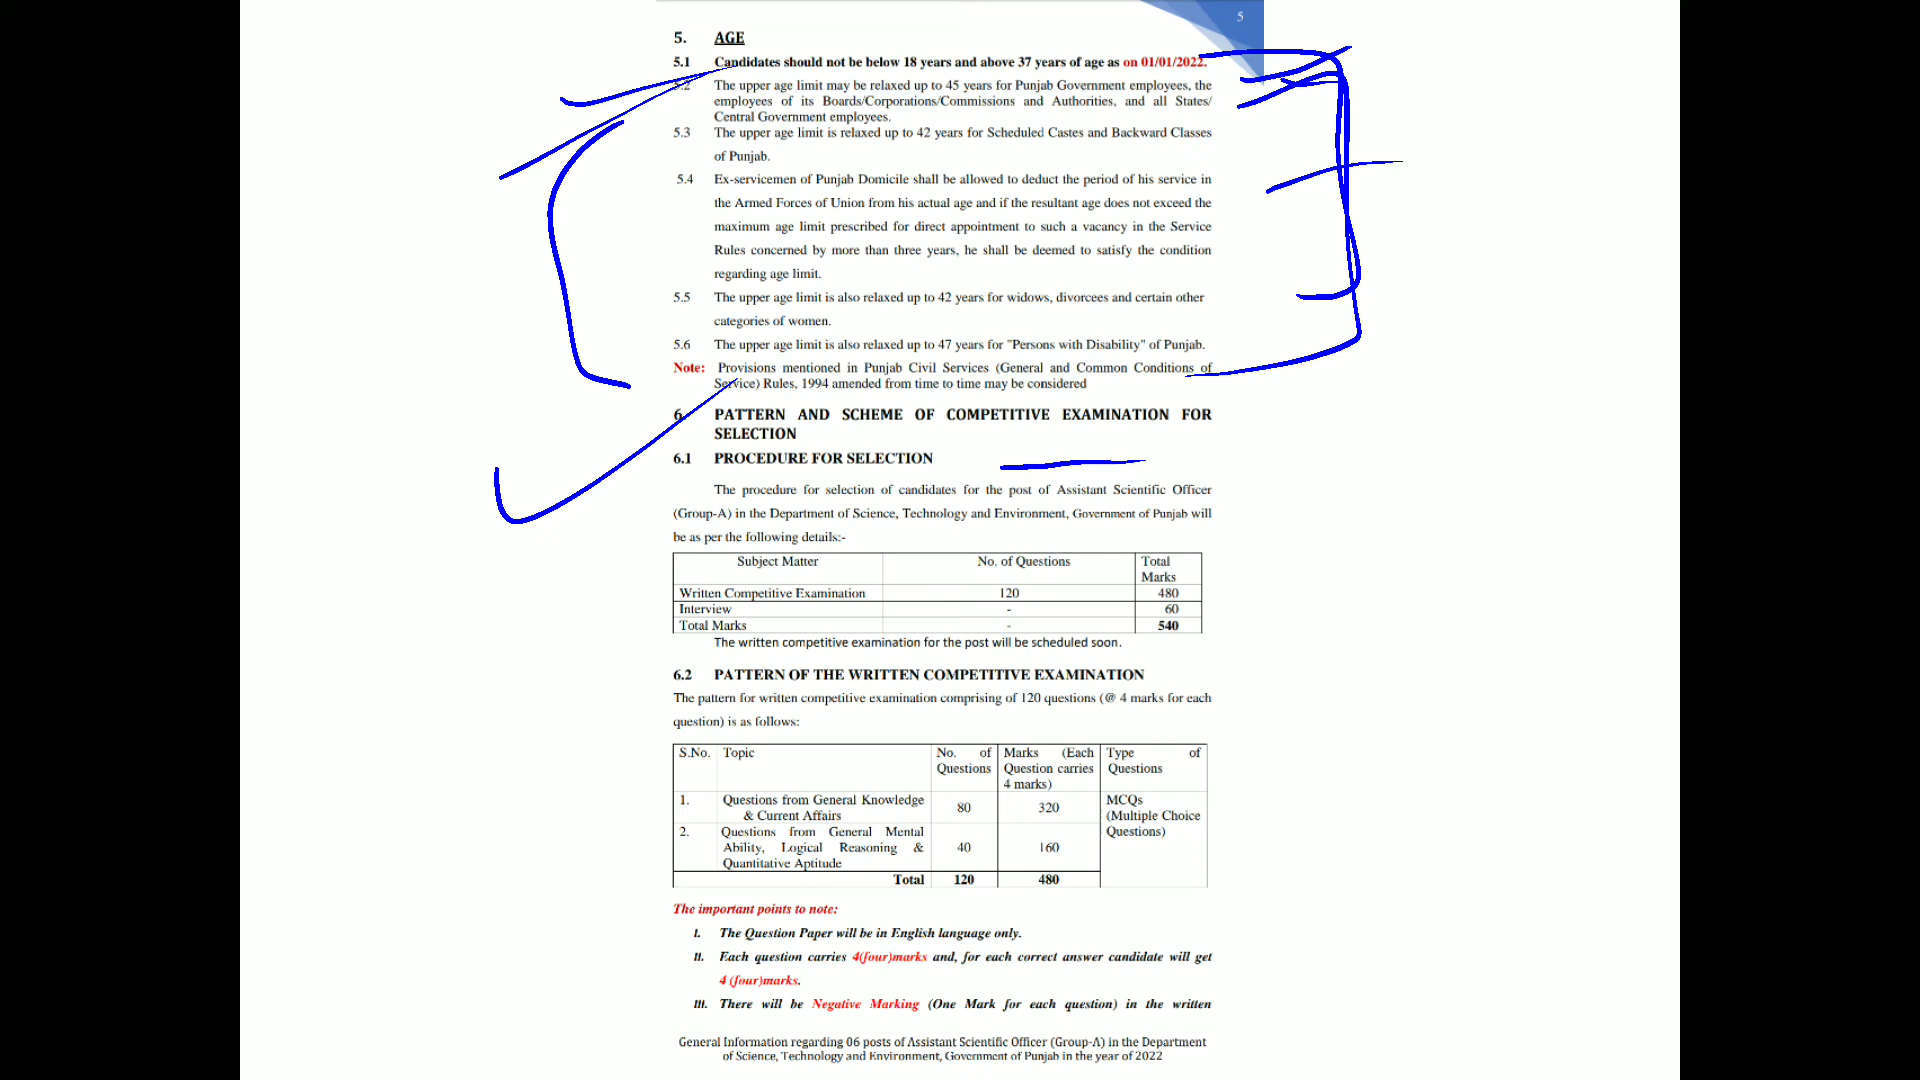 5
5. AGE
5.1 Candidates should not be below 18 years and above 37 years of age as on 01/01/2022.
5.2 The upper age limit may be relaxed up to 45 years for Punjab Government employees, the
employees of its Boards/Corporations/Commissions and Authorities, and all States/
Central Government employees.
5.3 The upper age limit is relaxed up to 42 years for Scheduled Castes and Backward Classes
of Punjab.
5.4 Ex-servicemen of Punjab Domicile shall be allowed to deduct the period of his service in
the Armed Forces of Union from his actual age and if the resultant age does not exceed the
maximum age limit prescribed for direct appointment to such a vacancy in the Service
Rules concerned by more than three years, he shall be deemed to satisfy the condition
regarding age limit.
5.5 The upper age limit is also relaxed up to 42 years for widows, divorcees and certain other
categories of women.
5.6 The upper age limit is also relaxed up to 47 years for "Persons with Disability" of Punjab.
Note: Provisions mentioned in Punjab Civil Services (General and Common Conditions of
Service) Rules, 1994 amended from time to time may be considered
6. PATTERN AND SCHEME OF COMPETITIVE EXAMINATION FOR
SELECTION
6.1 PROCEDURE FOR SELECTION
The procedure for selection of candidates for the post of Assistant Scientific Officer
(Group-A) in the Department of Science, Technology and Environment, Government of Punjab will
be as per the following details:-
Subject Matter No. of Questions Total
Marks
Written Competitive Examination 120 480
Interview - 60
Total Marks - 540
The written competitive examination for the post will be scheduled soon.
6.2 PATTERN OF THE WRITTEN COMPETITIVE EXAMINATION
The pattern for written competitive examination comprising of 120 questions (@ 4 marks for each
question) is as follows:
S.No. Topic No. of Marks (Each Type of
Questions Question carries Questions
4 marks)
1. Questions from General Knowledge 80 320 MCQs
& Current Affairs (Multiple Choice
2. Questions from General Mental Questions)
Ability, Logical Reasoning & 40 160
Quantitative Aptitude
Total 120 480
The important points to note:
I. The Question Paper will be in English language only.
II. Each question carries 4(four)marks and, for each correct answer candidate will get
4 (four)marks.
III. There will be Negative Marking (One Mark for each question) in the written
General Information regarding 06 posts of Assistant Scientific Officer (Group-A) in the Department
of Science, Technology and Environment, Government of Punjab in the year of 2022